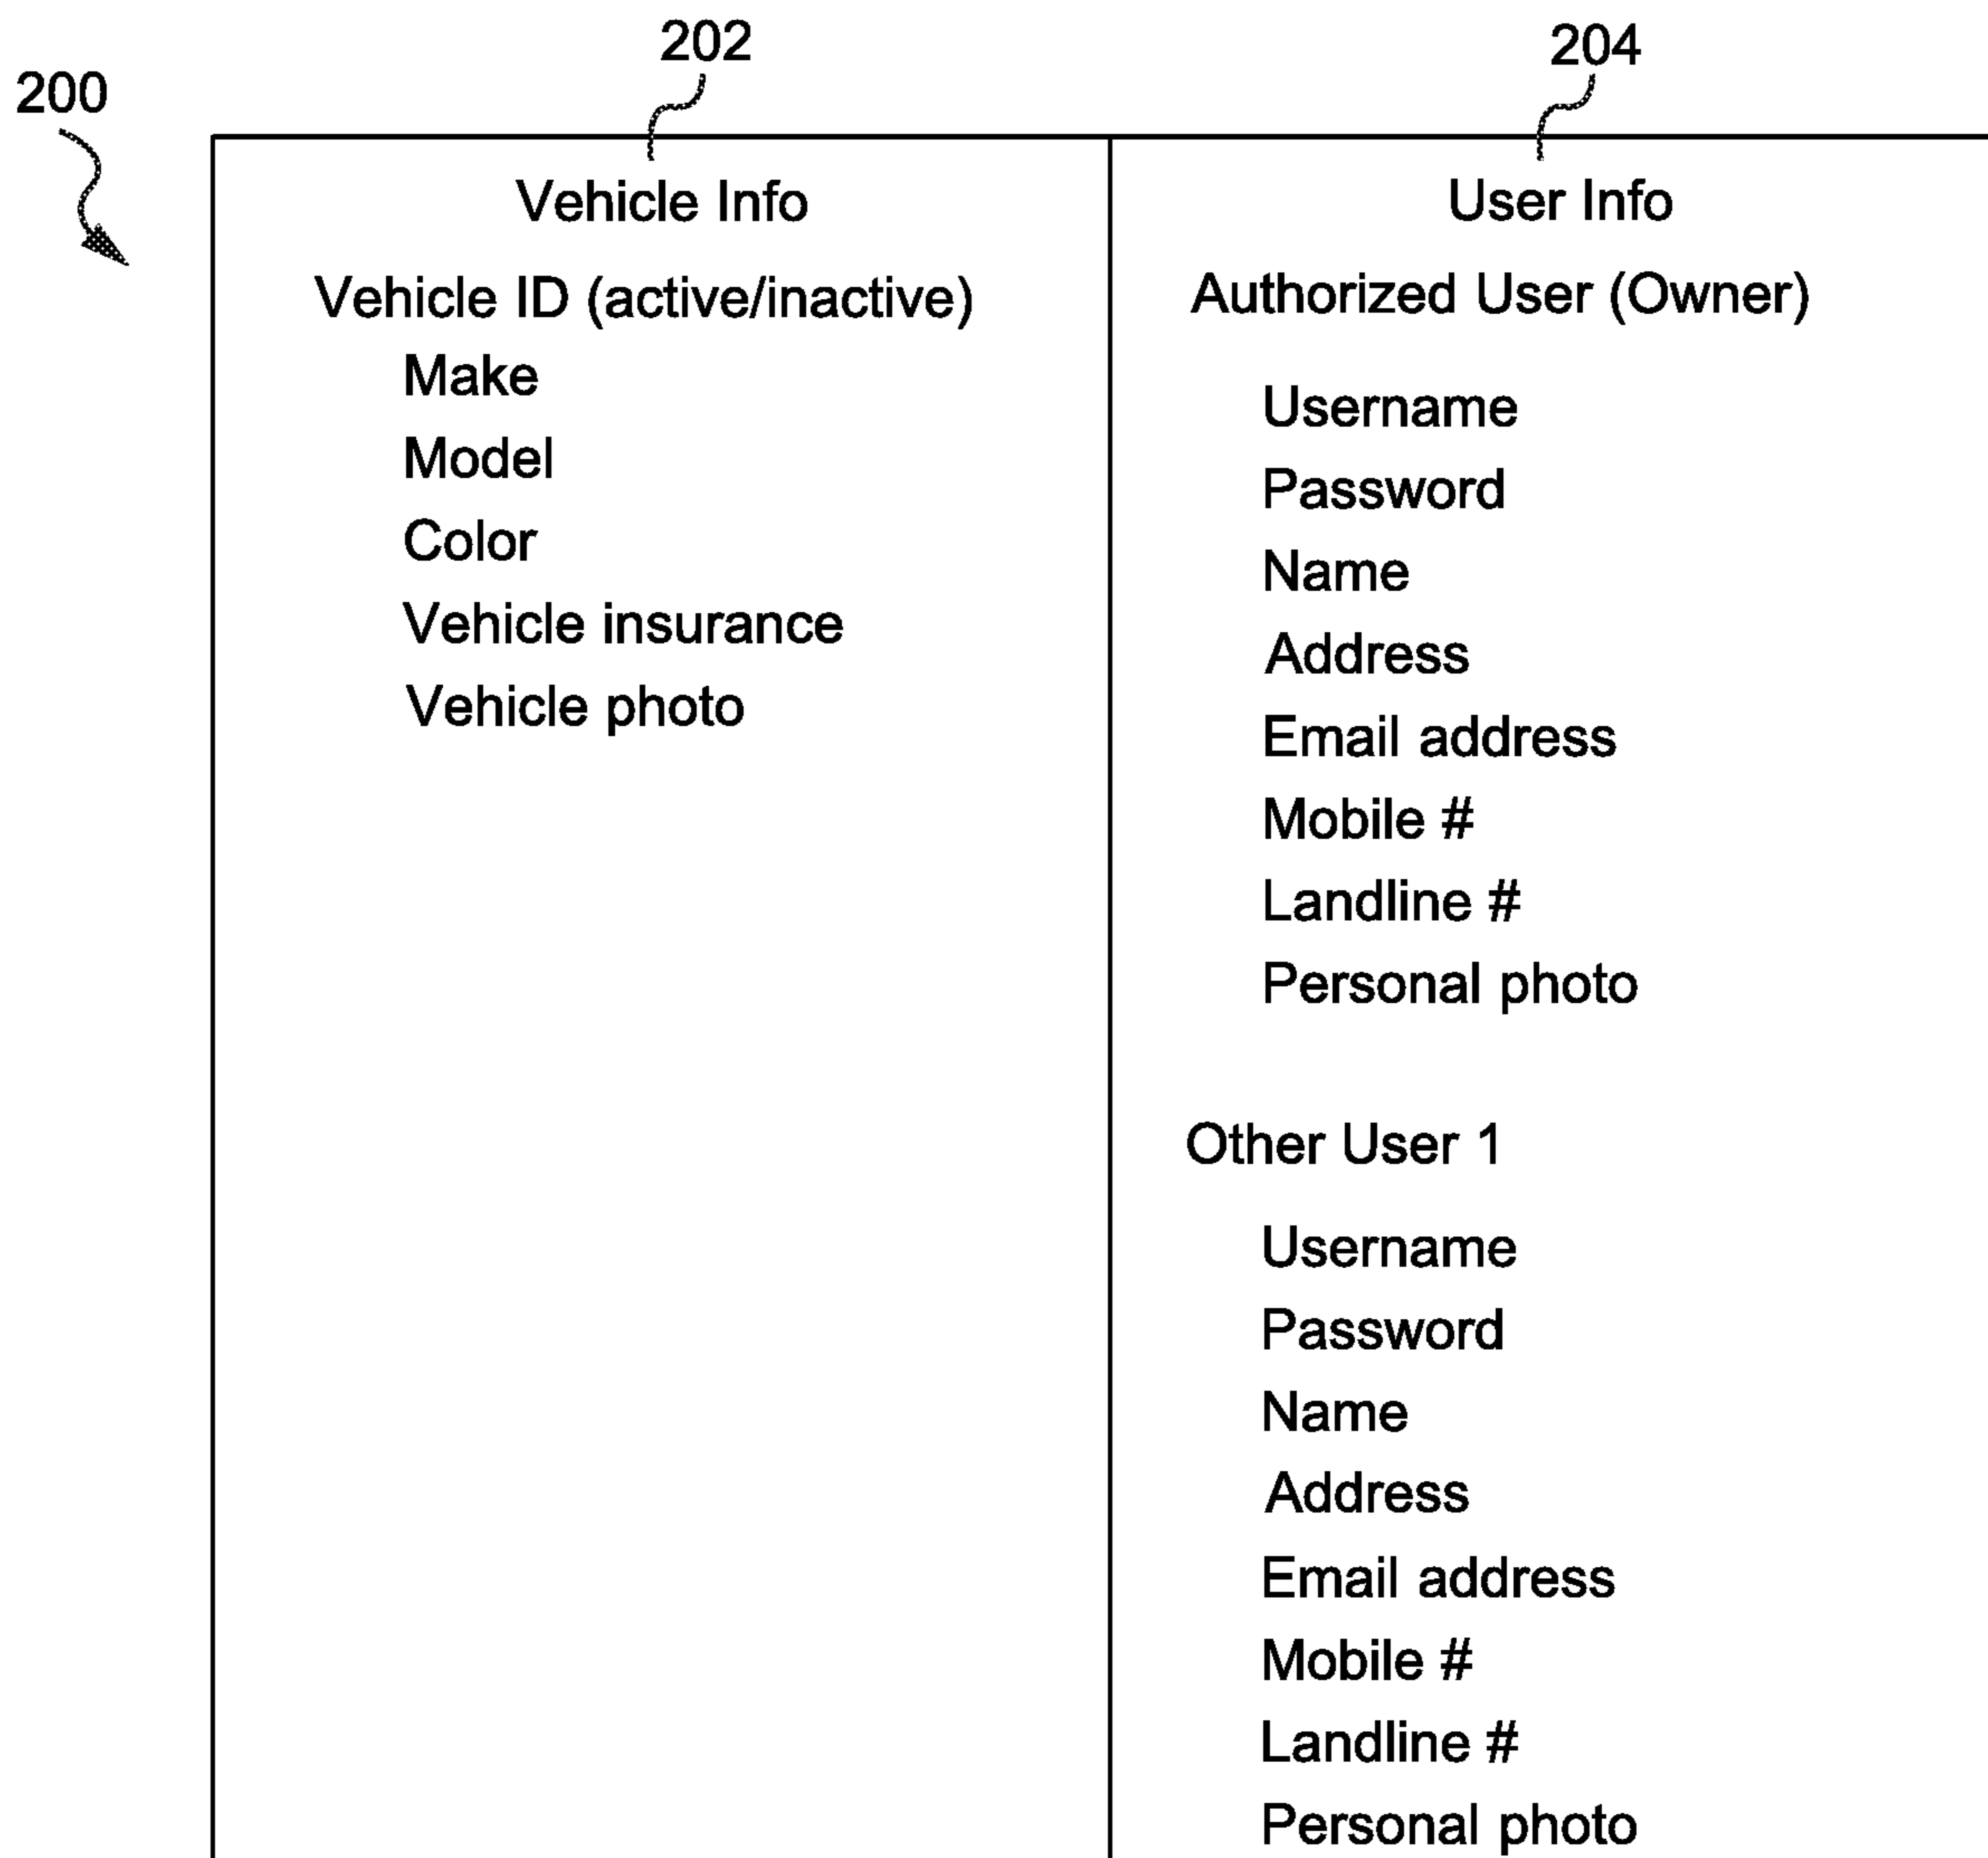 200
202
Vehicle Info
Vehicle ID (active/inactive)
Make
Model
Color
Vehicle insurance
Vehicle photo
204
User Info
Authorized User (Owner)
Username
Password
Name
Address
Email address
Mobile #
Landline #
Personal photo
Other User 1
Username
Password
Name
Address
Email address
Mobile #
Landline #
Personal photo